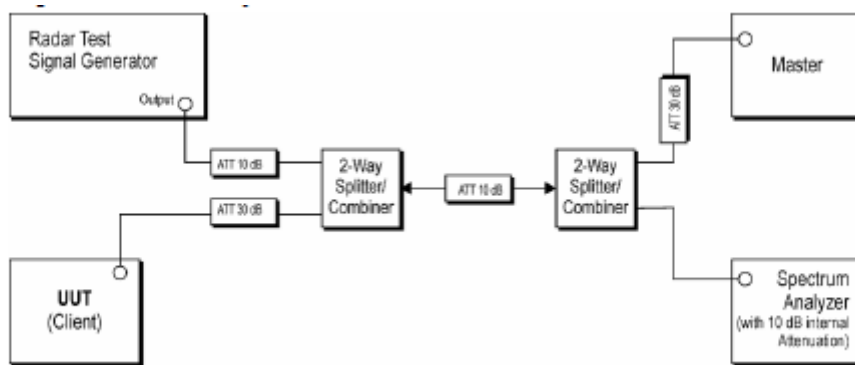 Radar Test
Signal Generator
Output
ATT 10 dB
2-Way
Splitter/
Combiner
ATT 30 dB
ATT 10 dB
2-Way
Splitter/
Combiner
ATT 30 dB
Master
UUT
(Client)
Spectrum
Analyzer
(with 10 dB internal
Attenuation)